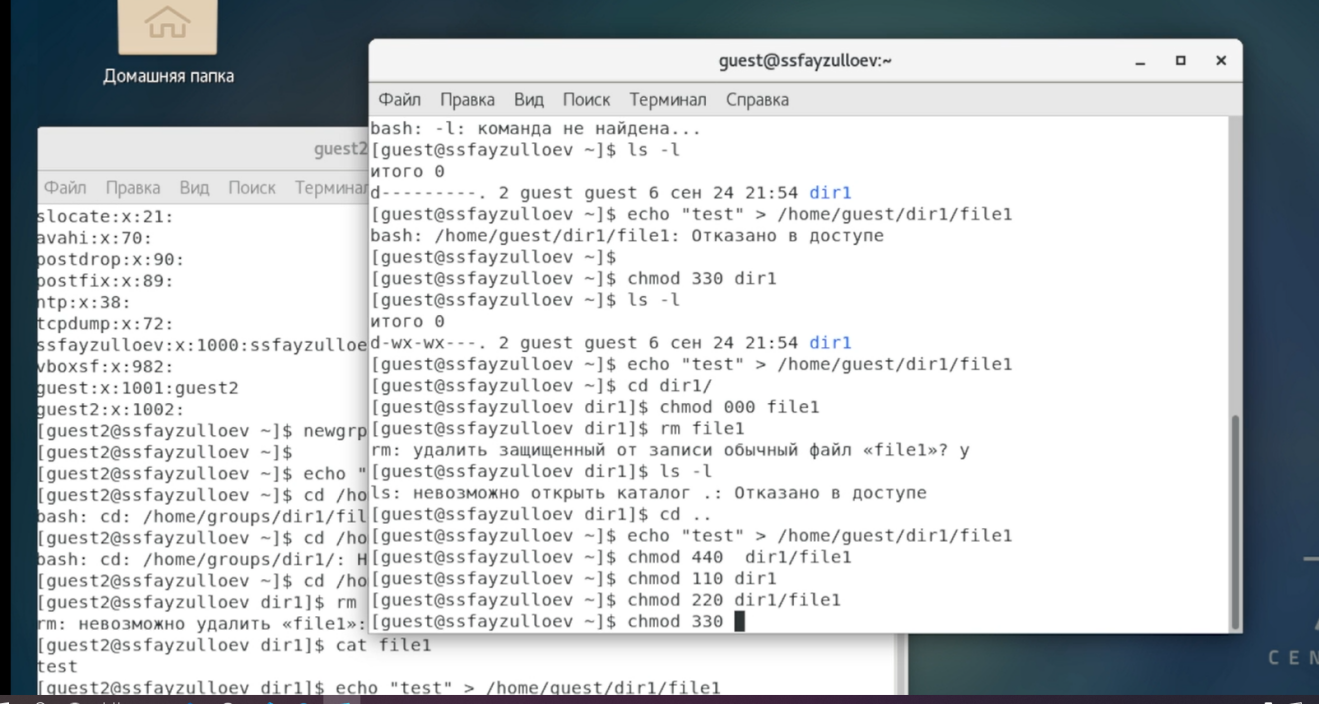 Домашняя папка
guest@ssfayzulloev:~
Файл Правка Вид Поиск Терминал Справка
bash: -l: команда не найдена...
[guest@ssfayzulloev ~]$ ls -l
итого 0
d---------. 2 guest guest 6 сен 24 21:54 dir1
[guest@ssfayzulloev ~]$ echo "test" > /home/guest/dir1/file1
bash: /home/guest/dir1/file1: Отказано в доступе
[guest@ssfayzulloev ~]$
[guest@ssfayzulloev ~]$ chmod 330 dir1
[guest@ssfayzulloev ~]$ ls -l
итого 0
d-wx-wx---. 2 guest guest 6 сен 24 21:54 dir1
[guest@ssfayzulloev ~]$ echo "test" > /home/guest/dir1/file1
[guest@ssfayzulloev ~]$ cd dir1/
[guest@ssfayzulloev dir1]$ chmod 000 file1
[guest@ssfayzulloev dir1]$ rm file1
rm: удалить защищенный от записи обычный файл «file1»? y
[guest@ssfayzulloev dir1]$ ls -l
ls: невозможно открыть каталог .: Отказано в доступе
[guest@ssfayzulloev dir1]$ cd ..
[guest@ssfayzulloev ~]$ echo "test" > /home/guest/dir1/file1
[guest@ssfayzulloev ~]$ chmod 440  dir1/file1
[guest@ssfayzulloev ~]$ chmod 110 dir1
[guest@ssfayzulloev ~]$ chmod 220 dir1/file1
[guest@ssfayzulloev ~]$ chmod 330
guest2
Файл Правка Вид Поиск Терминал
slocate:x:21:
avahi:x:70:
postdrop:x:90:
postfix:x:89:
ntp:x:38:
tcpdump:x:72:
ssfayzulloev:x:1000:ssfayzulloe
vboxsf:x:982:
guest:x:1001:guest2
guest2:x:1002:
[guest2@ssfayzulloev ~]$ newgrp
[guest2@ssfayzulloev ~]$
[guest2@ssfayzulloev ~]$ echo "
[guest2@ssfayzulloev ~]$ cd /ho
bash: cd: /home/groups/dir1/fil
[guest2@ssfayzulloev ~]$ cd /ho
bash: cd: /home/groups/dir1/: Н
[guest2@ssfayzulloev ~]$ cd /ho
[guest2@ssfayzulloev dir1]$ rm
rm: невозможно удалить «file1»:
[guest2@ssfayzulloev dir1]$ cat file1
test
[guest2@ssfayzulloev dir1]$ echo "test" > /home/guest/dir1/file1
CEN